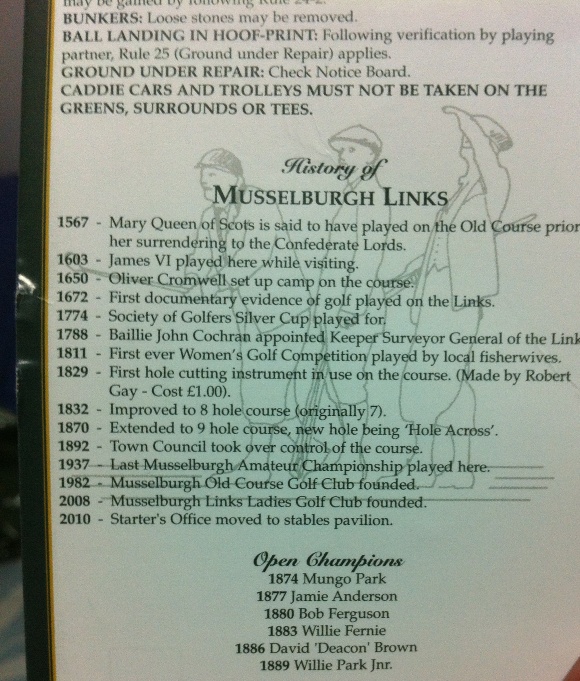 may be gained by following Rule 24-2.
BUNKERS: Loose stones may be removed.
BALL LANDING IN HOOF-PRINT: Following verification by playing
partner, Rule 25 (Ground under Repair) applies.
GROUND UNDER REPAIR: Check Notice Board.
CADDIE CARS AND TROLLEYS MUST NOT BE TAKEN ON THE
GREENS, SURROUNDS OR TEES.
History of
MUSSELBURGH LINKS
1567 - Mary Queen of Scots is said to have played on the Old Course prior
her surrendering to the Confederate Lords.
1603 - James VI played here while visiting.
1650 - Oliver Cromwell set up camp on the course.
1672 - First documentary evidence of golf played on the Links.
1774 - Society of Golfers Silver Cup played for.
1788 - Baillie John Cochran appointed Keeper Surveyor General of the Link
1811 - First ever Women's Golf Competition played by local fisherwives.
1829 - First hole cutting instrument in use on the course. (Made by Robert
Gay - Cost £1.00).
1832 - Improved to 8 hole course (originally 7).
1870 - Extended to 9 hole course, new hole being 'Hole Across'.
1892 - Town Council took over control of the course.
1937 - Last Musselburgh Amateur Championship played here.
1982 - Musselburgh Old Course Golf Club founded.
2008 - Musselburgh Links Ladies Golf Club founded.
2010 - Starter's Office moved to stables pavilion.
Open Champions
1874 Mungo Park
1877 Jamie Anderson
1880 Bob Ferguson
1883 Willie Fernie
1886 David 'Deacon' Brown
1889 Willie Park Jnr.